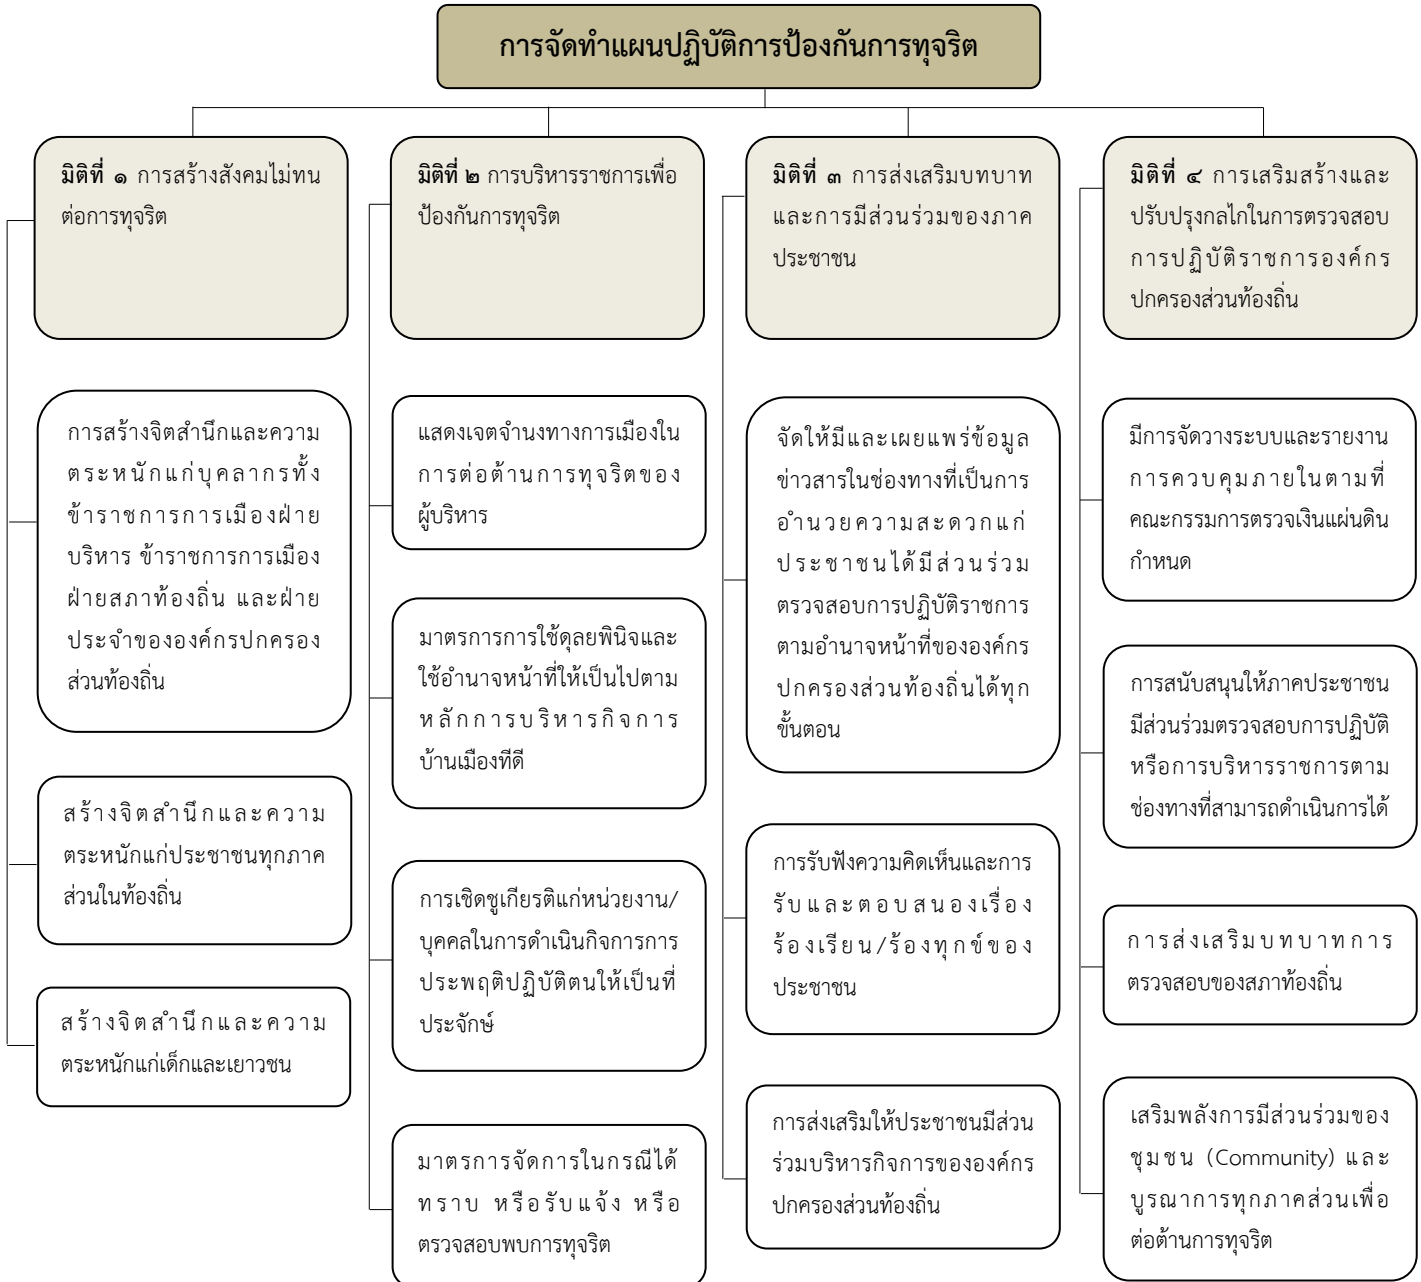 การจัดทำแผนปฏิบัติการป้องกันการทุจริต
มิติที่ ๑ การสร้างสังคมไม่ทน
ต่อการทุจริต
การสร้างจิตสำนึกและความ
ตระหนักแก่บุคลากรทั้ง
ข้าราชการการเมืองฝ่าย
บริหาร ข้าราชการการเมือง
ฝ่ายสภาท้องถิ่น และฝ่าย
ประจำขององค์กรปกครอง
ส่วนท้องถิ่น
สร้างจิตสำนึกและความ
ตระหนักแก่ประชาชนทุกภาค
ส่วนในท้องถิ่น
สร้างจิตสำนึกและความ
ตระหนักแก่เด็กและเยาวชน
มิติที่ ๒ การบริหารราชการเพื่อ
ป้องกันการทุจริต
แสดงเจตจำนงทางการเมืองใน
การต่อต้านการทุจริตของ
ผู้บริหาร
มาตรการการใช้ดุลยพินิจและ
ใช้อำนาจหน้าที่ให้เป็นไปตาม
หลักการบริหารกิจการ
บ้านเมืองทีดี
การเชิดชูเกียรติแก่หน่วยงาน/
บุคคลในการดำเนินกิจการการ
ประพฤติปฏิบัติตนให้เป็นที่
ประจักษ์
มาตรการจัดการในกรณีได้
ทราบ หรือรับแจ้ง หรือ
ตรวจสอบพบการทุจริต
มิติที่ ๓ การส่งเสริมบทบาท
และการมีส่วนร่วมของภาค
ประชาชน
จัดให้มีและเผยแพร่ข้อมูล
ข่าวสารในช่องทางที่เป็นการ
อำนวยความสะดวกแก่
ประชาชนได้มีส่วนร่วม
ตรวจสอบการปฏิบัติราชการ
ตามอำนาจหน้าที่ขององค์กร
ปกครองส่วนท้องถิ่นได้ทุก
ขั้นตอน
การรับฟังความคิดเห็นและการ
รับและตอบสนองเรื่อง
ร้องเรียน/ร้องทุกข์ของ
ประชาชน
การส่งเสริมให้ประชาชนมีส่วน
ร่วมบริหารกิจการขององค์กร
ปกครองส่วนท้องถิ่น
มิติที่ ๔ การเสริมสร้างและ
ปรับปรุงกลไกในการตรวจสอบ
การปฏิบัติราชการองค์กร
ปกครองส่วนท้องถิ่น
มีการจัดวางระบบและรายงาน
การควบคุมภายในตามที่
คณะกรรมการตรวจเงินแผ่นดิน
กำหนด
การสนับสนุนให้ภาคประชาชน
มีส่วนร่วมตรวจสอบการปฏิบัติ
หรือการบริหารราชการตาม
ช่องทางที่สามารถดำเนินการได้
การส่งเสริมบทบาทการ
ตรวจสอบของสภาท้องถิ่น
เสริมพลังการมีส่วนร่วมของ
ชุมชน (Community) และ
บูรณาการทุกภาคส่วนเพื่อ
ต่อต้านการทุจริต